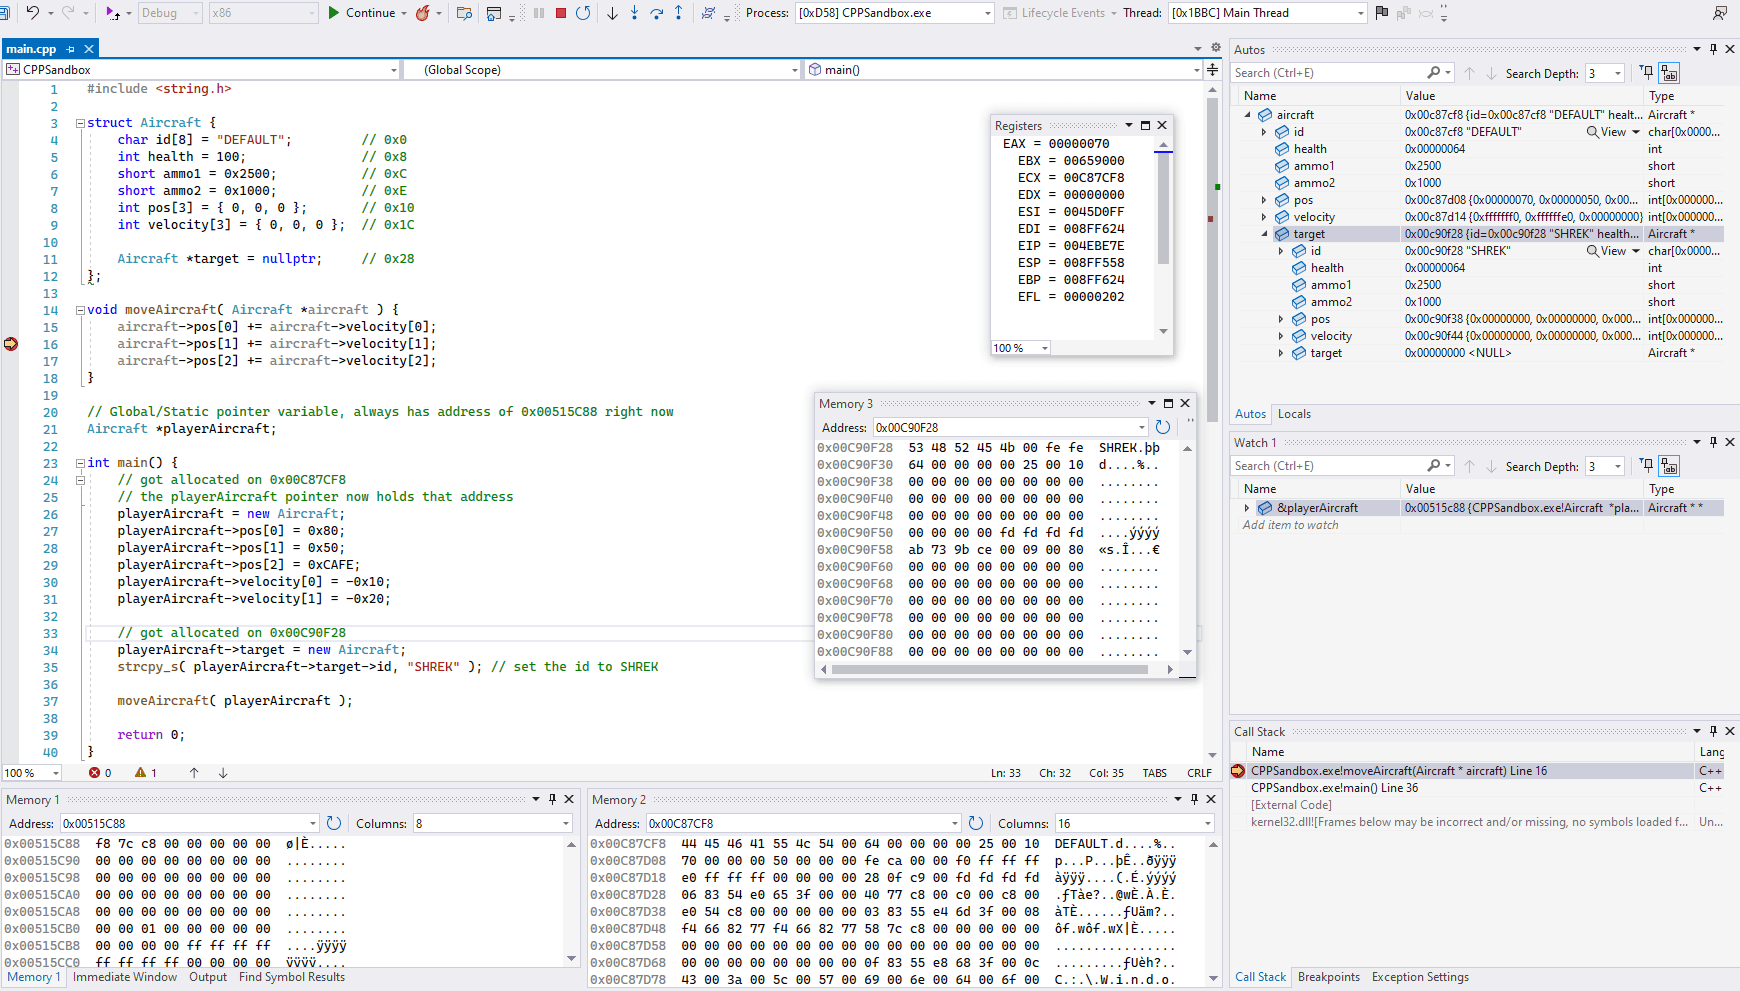 Debug x86 Continue Process: [0xD58] CPPSandbox.exe Lifecycle Events Thread: [0x1BBC] Main Thread
main.cpp
CPPSandbox (Global Scope) main()
1 #include <string.h>
2
3 struct Aircraft {
4 char id[8] = "DEFAULT"; // 0x0
5 int health = 100; // 0x8
6 short ammo1 = 0x2500; // 0xC
7 short ammo2 = 0x1000; // 0xE
8 int pos[3] = { 0, 0, 0 }; // 0x10
9 int velocity[3] = { 0, 0, 0 }; // 0x1C
10
11 Aircraft *target = nullptr; // 0x28
12 };
13
14 void moveAircraft( Aircraft *aircraft ) {
15 aircraft->pos[0] += aircraft->velocity[0];
16 aircraft->pos[1] += aircraft->velocity[1];
17 aircraft->pos[2] += aircraft->velocity[2];
18 }
19
20 // Global/Static pointer variable, always has address of 0x00515C88 right now
21 Aircraft *playerAircraft;
22
23 int main() {
24 // got allocated on 0x00C87CF8
25 // the playerAircraft pointer now holds that address
26 playerAircraft = new Aircraft;
27 playerAircraft->pos[0] = 0x80;
28 playerAircraft->pos[1] = 0x50;
29 playerAircraft->pos[2] = 0xCAFE;
30 playerAircraft->velocity[0] = -0x10;
31 playerAircraft->velocity[1] = -0x20;
32
33 // got allocated on 0x00C90F28
34 playerAircraft->target = new Aircraft;
35 strcpy_s( playerAircraft->target->id, "SHREK" ); // set the id to SHREK
36
37 moveAircraft( playerAircraft );
38
39 return 0;
40 }
100 % 0 1 Ln: 33 Ch: 32 Col: 35 TABS CRLF
Registers
EAX = 00000070
EBX = 00659000
ECX = 00C87CF8
EDX = 00000000
ESI = 0045D0FF
EDI = 008FF624
EIP = 004EBE7E
ESP = 008FF558
EBP = 008FF624
EFL = 00000202
100 %
Memory 3
Address: 0x00C90F28
0x00C90F28 53 48 52 45 4b 00 fe fe SHREK.þþ
0x00C90F30 64 00 00 00 00 25 00 10 d....%..
0x00C90F38 00 00 00 00 00 00 00 00 ........
0x00C90F40 00 00 00 00 00 00 00 00 ........
0x00C90F48 00 00 00 00 00 00 00 00 ........
0x00C90F50 00 00 00 00 fd fd fd fd ....ýýýý
0x00C90F58 ab 73 9b ce 00 09 00 80 «s.Î...€
0x00C90F60 00 00 00 00 00 00 00 00 ........
0x00C90F68 00 00 00 00 00 00 00 00 ........
0x00C90F70 00 00 00 00 00 00 00 00 ........
0x00C90F78 00 00 00 00 00 00 00 00 ........
0x00C90F80 00 00 00 00 00 00 00 00 ........
0x00C90F88 00 00 00 00 00 00 00 00 ........
Memory 1
Address: 0x00515C88 Columns: 8
0x00515C88 f8 7c c8 00 00 00 00 00 ø|È.....
0x00515C90 00 00 00 00 00 00 00 00 ........
0x00515C98 00 00 00 00 00 00 00 00 ........
0x00515CA0 00 00 00 00 00 00 00 00 ........
0x00515CA8 00 00 00 00 00 00 00 00 ........
0x00515CB0 00 00 01 00 00 00 00 00 ........
0x00515CB8 00 00 00 00 ff ff ff ff ....ÿÿÿÿ
0x00515CC0 ff ff ff ff 00 00 00 00 ÿÿÿÿ....
Memory 1 Immediate Window Output Find Symbol Results
Memory 2
Address: 0x00C87CF8 Columns: 16
0x00C87CF8 44 45 46 41 55 4c 54 00 64 00 00 00 00 25 00 10 DEFAULT.d....%..
0x00C87D08 70 00 00 00 50 00 00 00 fe ca 00 00 f0 ff ff ff p...P...þÊ..ðÿÿÿ
0x00C87D18 e0 ff ff ff 00 00 00 00 28 0f c9 00 fd fd fd fd àÿÿÿ....(.É.ýýýý
0x00C87D28 06 83 54 e0 65 3f 00 00 40 77 c8 00 c0 00 c8 00 .ƒTàe?..@wÈ.À.È.
0x00C87D38 e0 54 c8 00 00 00 00 00 03 83 55 e4 6d 3f 00 08 àTÈ......ƒUäm?..
0x00C87D48 f4 66 82 77 f4 66 82 77 58 7c c8 00 00 00 00 00 ôf.wôf.wX|È.....
0x00C87D58 00 00 00 00 00 00 00 00 00 00 00 00 00 00 00 00 ................
0x00C87D68 00 00 00 00 00 00 00 00 0f 83 55 e8 68 3f 00 0c .........ƒUèh?..
0x00C87D78 43 00 3a 00 5c 00 57 00 69 00 6e 00 64 00 6f 00 C.:.\.W.i.n.d.o.
Autos
Search (Ctrl+E) Search Depth: 3
Name Value Type
aircraft 0x00c87cf8 {id=0x00c87cf8 "DEFAULT" healt... Aircraft *
id 0x00c87cf8 "DEFAULT" View char[0x0000...
health 0x00000064 int
ammo1 0x2500 short
ammo2 0x1000 short
pos 0x00c87d08 {0x00000070, 0x00000050, 0x00... int[0x000000...
velocity 0x00c87d14 {0xfffffff0, 0xffffffe0, 0x00000000} int[0x000000...
target 0x00c90f28 {id=0x00c90f28 "SHREK" health... Aircraft *
id 0x00c90f28 "SHREK" View char[0x0000...
health 0x00000064 int
ammo1 0x2500 short
ammo2 0x1000 short
pos 0x00c90f38 {0x00000000, 0x00000000, 0x000... int[0x000000...
velocity 0x00c90f44 {0x00000000, 0x00000000, 0x000... int[0x000000...
target 0x00000000 <NULL> Aircraft *
Autos Locals
Watch 1
Search (Ctrl+E) Search Depth: 3
Name Value Type
&playerAircraft 0x00515c88 {CPPSandbox.exe!Aircraft *pla... Aircraft * *
Add item to watch
Call Stack
Name Lang
CPPSandbox.exe!moveAircraft(Aircraft * aircraft) Line 16 C++
CPPSandbox.exe!main() Line 36 C++
[External Code]
kernel32.dll![Frames below may be incorrect and/or missing, no symbols loaded f... Un...
Call Stack Breakpoints Exception Settings